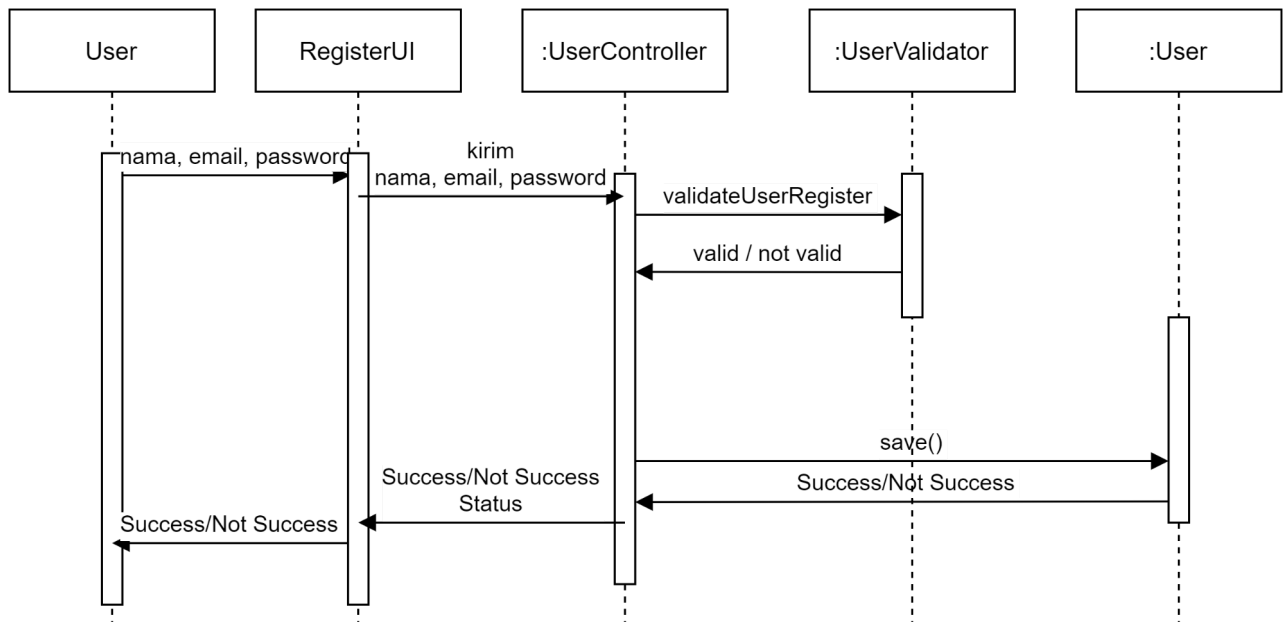 User
RegisterUI
:UserController
:UserValidator
:User
nama, email, password
kirim
nama, email, password
validateUserRegister
valid / not valid
save()
Success/Not Success
Success/Not Success
Status
Success/Not Success